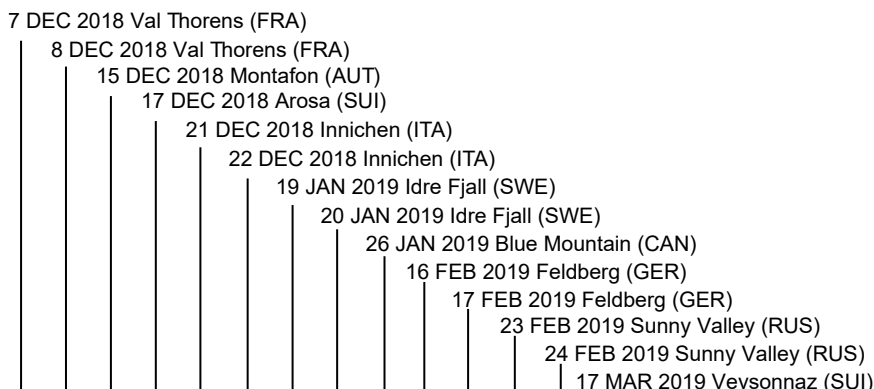 7 DEC 2018 Val Thorens (FRA)
8 DEC 2018 Val Thorens (FRA)
15 DEC 2018 Montafon (AUT)
17 DEC 2018 Arosa (SUI)
21 DEC 2018 Innichen (ITA)
22 DEC 2018 Innichen (ITA)
19 JAN 2019 Idre Fjall (SWE)
20 JAN 2019 Idre Fjall (SWE)
26 JAN 2019 Blue Mountain (CAN)
16 FEB 2019 Feldberg (GER)
17 FEB 2019 Feldberg (GER)
23 FEB 2019 Sunny Valley (RUS)
24 FEB 2019 Sunny Valley (RUS)
17 MAR 2019 Veysonnaz (SUI)